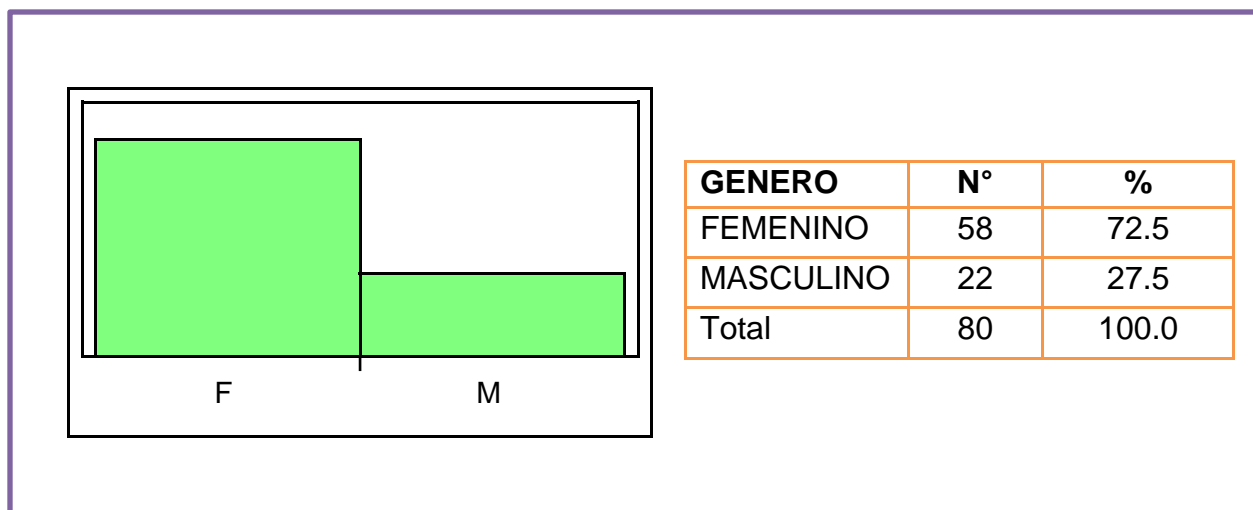 F M
GENERO N° %
FEMENINO 58 72.5
MASCULINO 22 27.5
Total 80 100.0